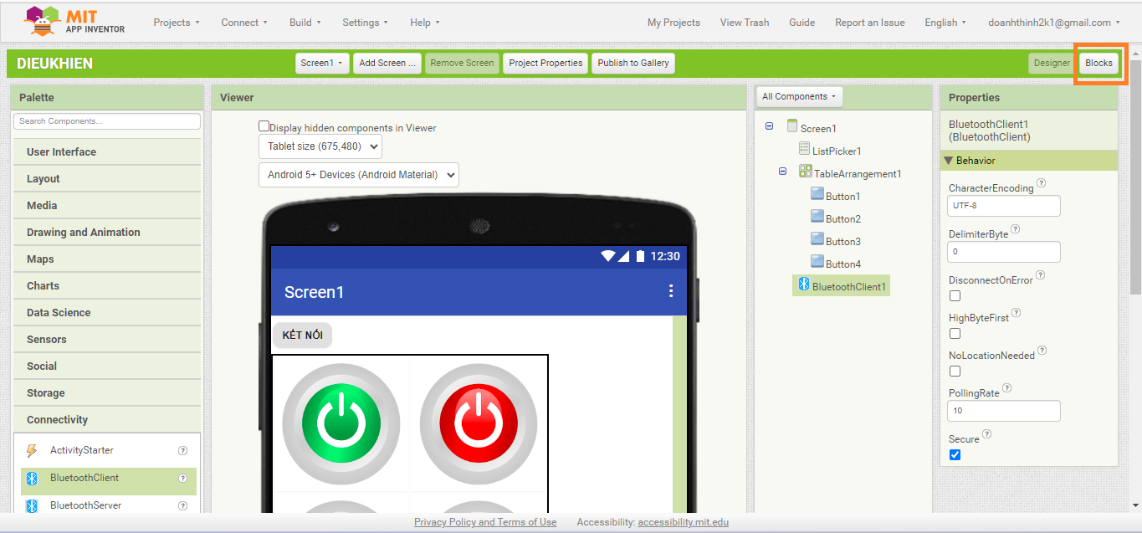 MIT
APP INVENTOR
Projects
Connect
Build
Settings
Help
My Projects
View Trash
Guide
Report an Issue
English
doanhthinh2k1@gmail.com
DIEUKHIEN
Screen1
Add Screen ...
Remove Screen
Project Properties
Publish to Gallery
Designer
Blocks
Palette
Search Components...
User Interface
Layout
Media
Drawing and Animation
Maps
Charts
Data Science
Sensors
Social
Storage
Connectivity
ActivityStarter
?
BluetoothClient
?
BluetoothServer
?
Viewer
Display hidden components in Viewer
Tablet size (675,480)
Android 5+ Devices (Android Material)
12:30
Screen1
KẾT NỐI
All Components
Screen1
ListPicker1
TableArrangement1
Button1
Button2
Button3
Button4
BluetoothClient1
Properties
BluetoothClient1
(BluetoothClient)
Behavior
CharacterEncoding ?
UTF-8
DelimiterByte ?
0
DisconnectOnError ?
HighByteFirst ?
NoLocationNeeded ?
PollingRate ?
10
Secure ?
Privacy Policy and Terms of Use
Accessibility: accessibility.mit.edu